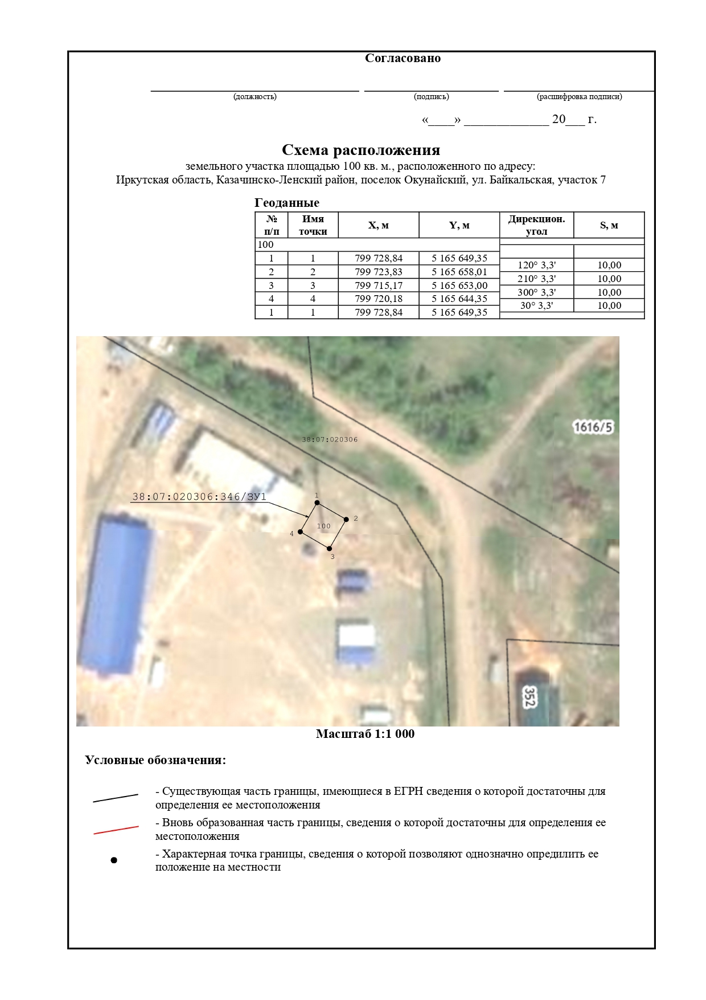 Согласовано
(должность) (подпись) (расшифровка подписи)
«____» _____________ 20___ г.
Схема расположения
земельного участка площадью 100 кв. м., расположенного по адресу:
Иркутская область, Казачинско-Ленский район, поселок Окунайский, ул. Байкальская, участок 7
Геоданные
№ п/п Имя точки X, м Y, м Дирекцион. угол S, м
100
1 1 799 728,84 5 165 649,35
120° 3,3' 10,00
2 2 799 723,83 5 165 658,01
210° 3,3' 10,00
3 3 799 715,17 5 165 653,00
300° 3,3' 10,00
4 4 799 720,18 5 165 644,35
30° 3,3' 10,00
1 1 799 728,84 5 165 649,35
1616/5
38:07:020306
38:07:020306:346/ЗУ1
1
2
100
4
3
352
Масштаб 1:1 000
Условные обозначения:
- Существующая часть границы, имеющиеся в ЕГРН сведения о которой достаточны для
определения ее местоположения
- Вновь образованная часть границы, сведения о которой достаточны для определения ее
местоположения
- Характерная точка границы, сведения о которой позволяют однозначно опредилить ее
положение на местности